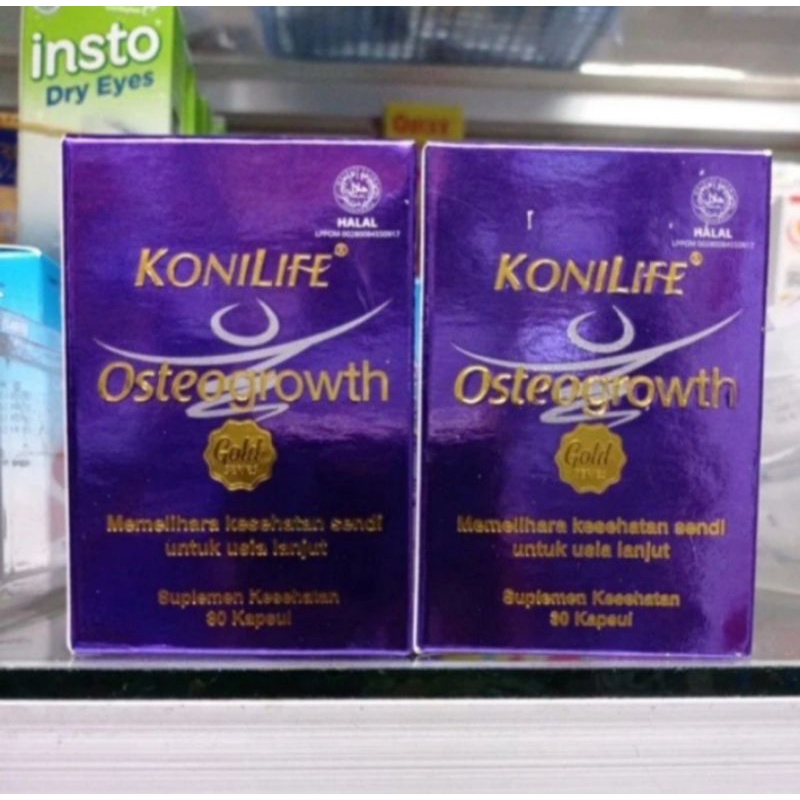 insto
Dry Eyes
HALAL
KONILIFE®
Osteogrowth
Gold
Memelihara kesehatan sendi
untuk usia lanjut
Suplemen Kesehatan
30 Kapsul
HALAL
KONILIFE®
Osteogrowth
Gold
Memelihara kesehatan sendi
untuk usia lanjut
Suplemen Kesehatan
30 Kapsul